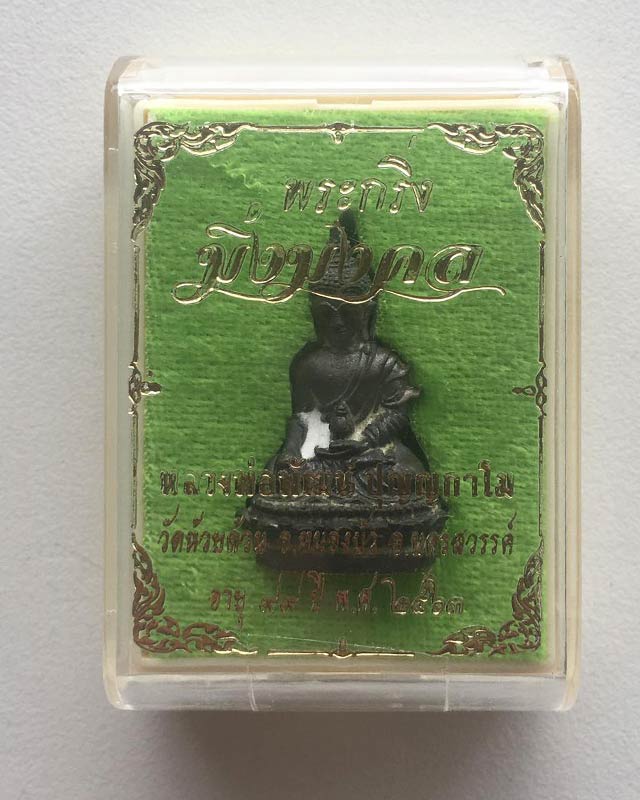 พระกริ่ง
มิ่งมงคล
หลวงพ่อพัฒน์ ปุญญกาโม
วัดห้วยด้วน อ.หนองบัว จ.นครสวรรค์
อายุ ๙๙ ปี พ.ศ. ๒๕๖๓